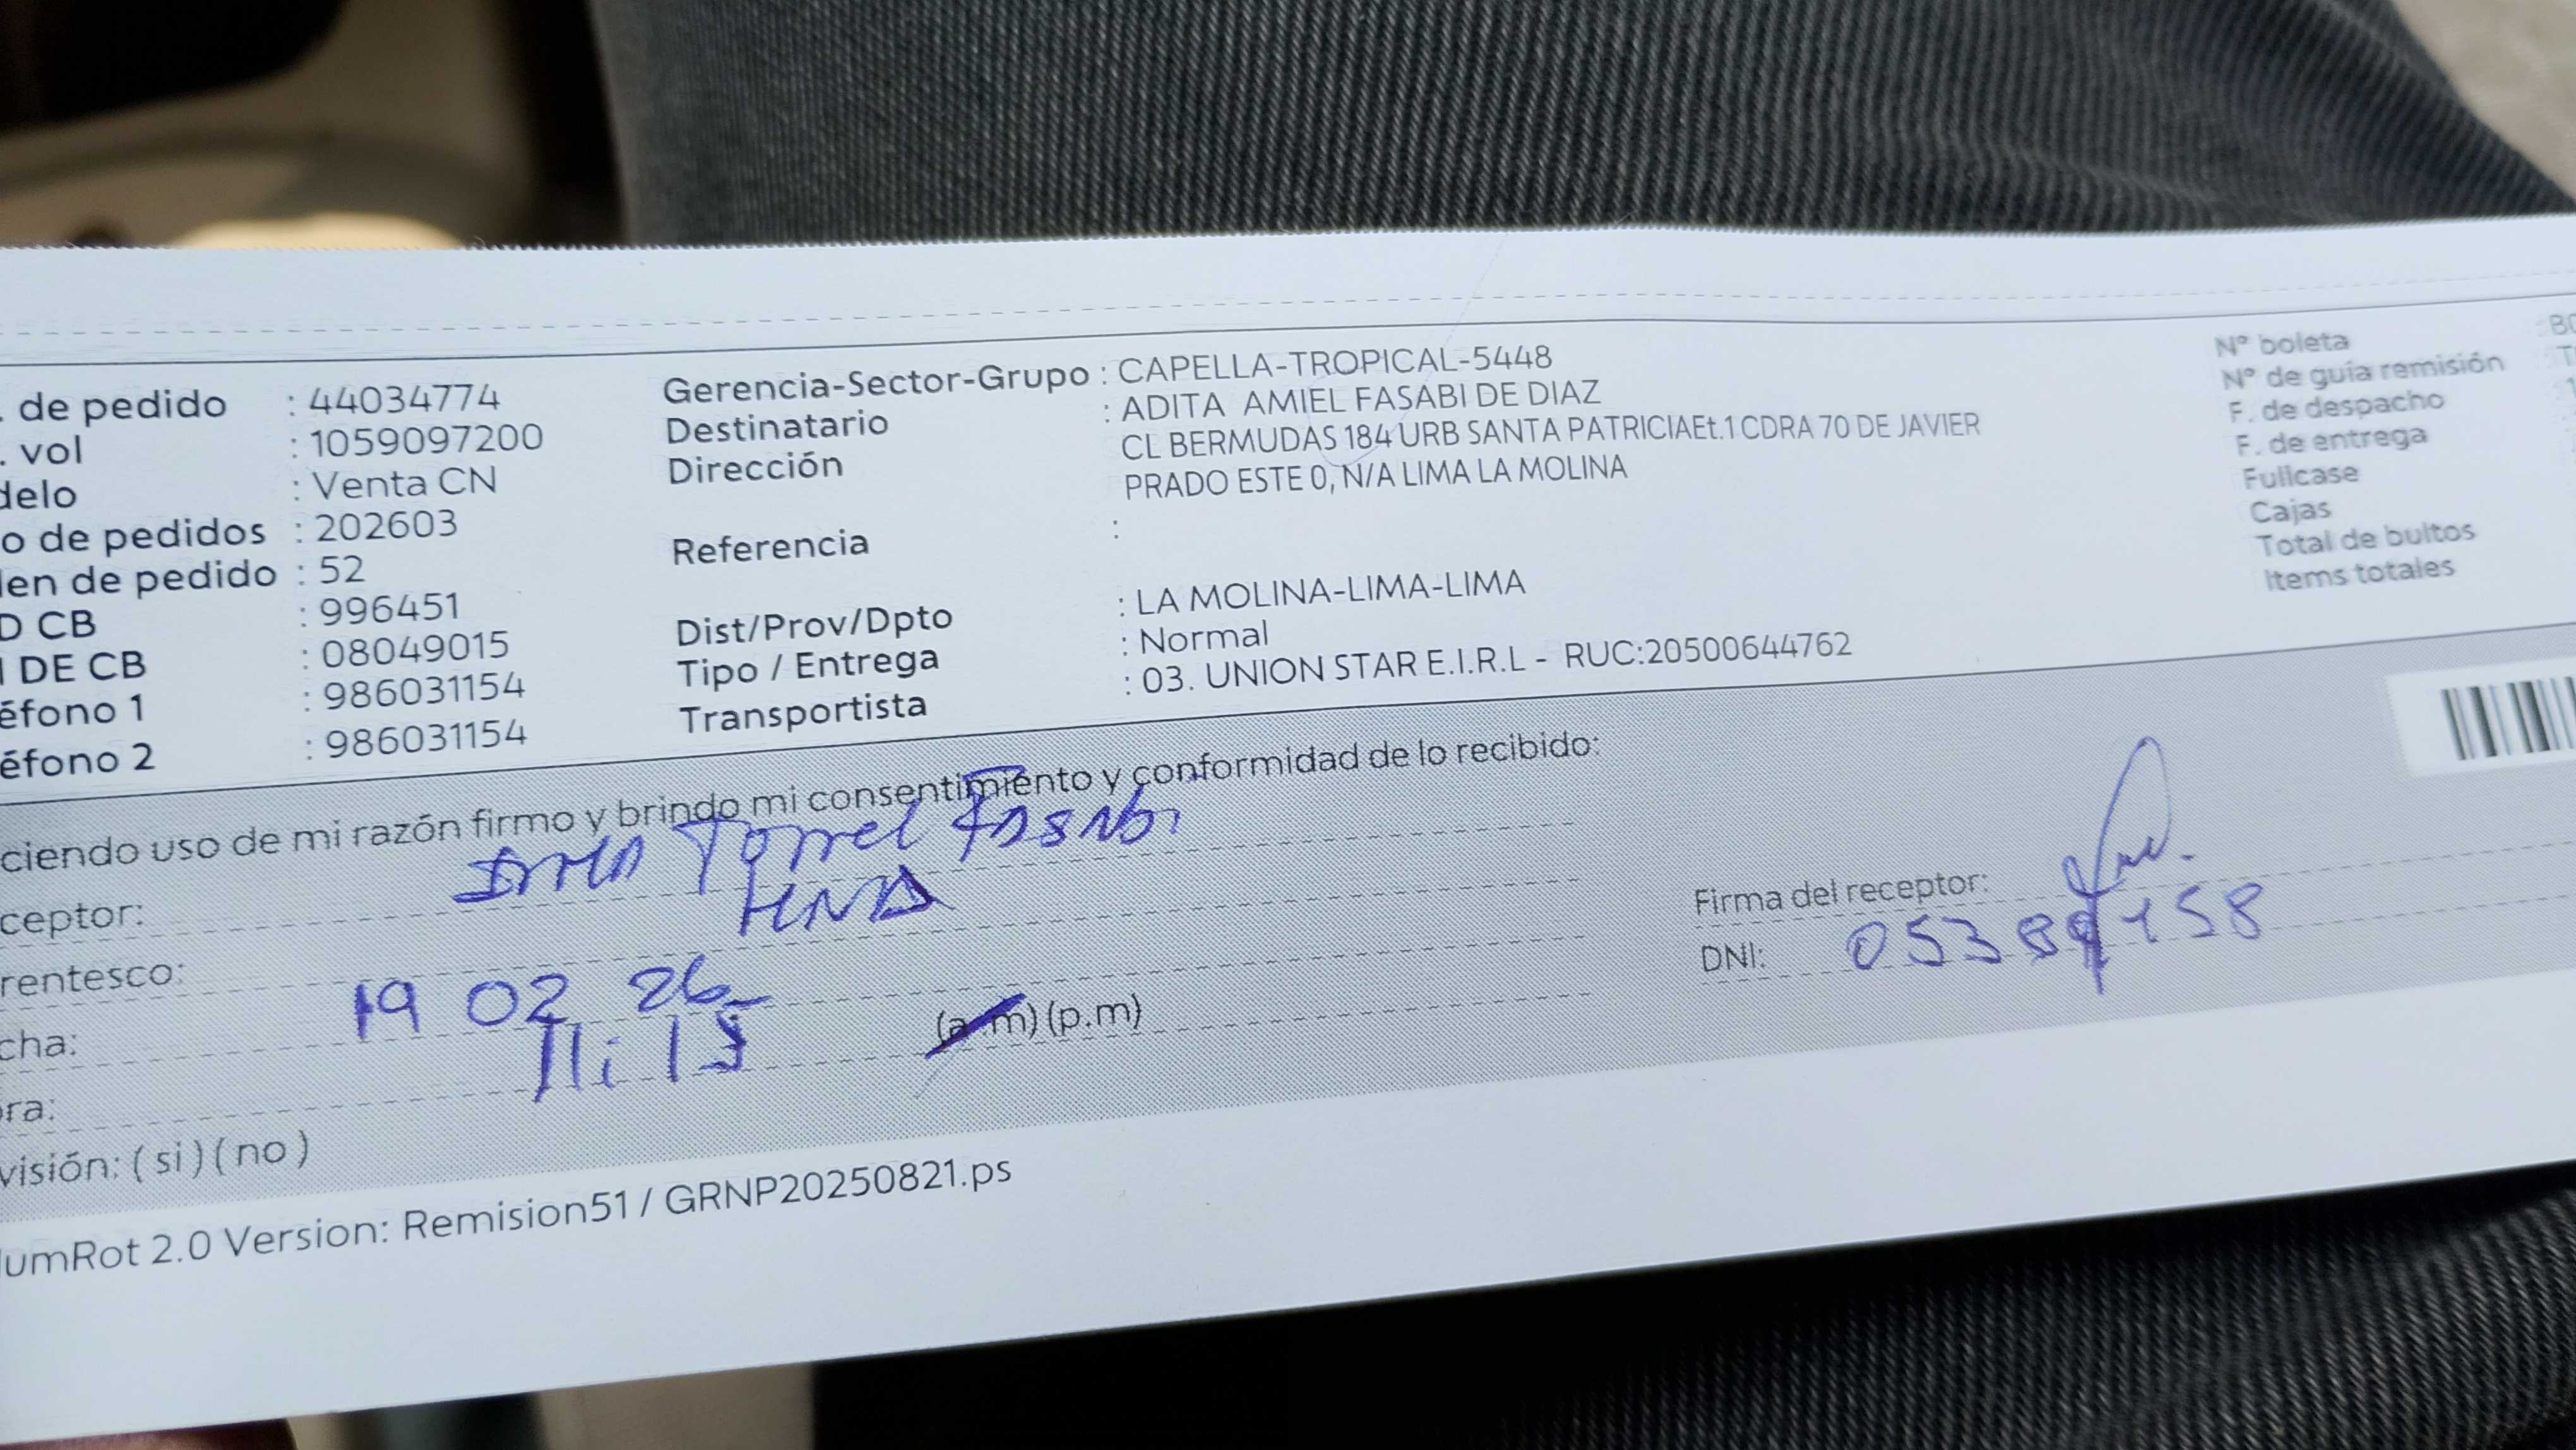 . de pedido : 44034774
. vol : 1059097200
delo : Venta CN
o de pedidos : 202603
den de pedido : 52
D CB : 996451
I DE CB : 08049015
éfono 1 : 986031154
éfono 2 : 986031154
Gerencia-Sector-Grupo : CAPELLA-TROPICAL-5448
Destinatario : ADITA AMIEL FASABI DE DIAZ
Dirección CL BERMUDAS 184 URB SANTA PATRICIAEt.1 CDRA 70 DE JAVIER
PRADO ESTE 0, N/A LIMA LA MOLINA
Referencia :
Dist/Prov/Dpto : LA MOLINA-LIMA-LIMA
Tipo / Entrega : Normal
Transportista : 03. UNION STAR E.I.R.L - RUC:20500644762
Nº boleta
Nº de guía remisión
F. de despacho
F. de entrega
Fullcase
Cajas
Total de bultos
Items totales
ciendo uso de mi razón firmo y brindo mi consentimiento y conformidad de lo recibido:
ceptor: Torrel Fasabi
rentesco:
cha: 19 02 26
ora: 11:15 (a.m) (p.m)
visión: ( si ) ( no )
Firma del receptor:
DNI:
umRot 2.0 Version: Remision51 / GRNP20250821.ps